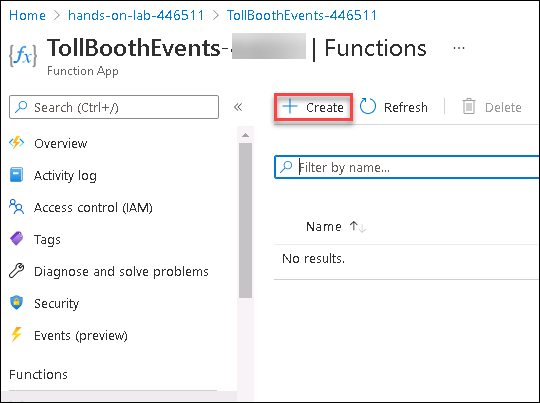 Home > hands-on-lab-446511 > TollBoothEvents-446511
TollBoothEvents-4 | Functions ...
Function App
Search (Ctrl+/) «
Create Refresh Delete
Overview
Activity log
Access control (IAM)
Tags
Diagnose and solve problems
Security
Events (preview)
Functions
Filter by name...
Name ↑↓
No results.